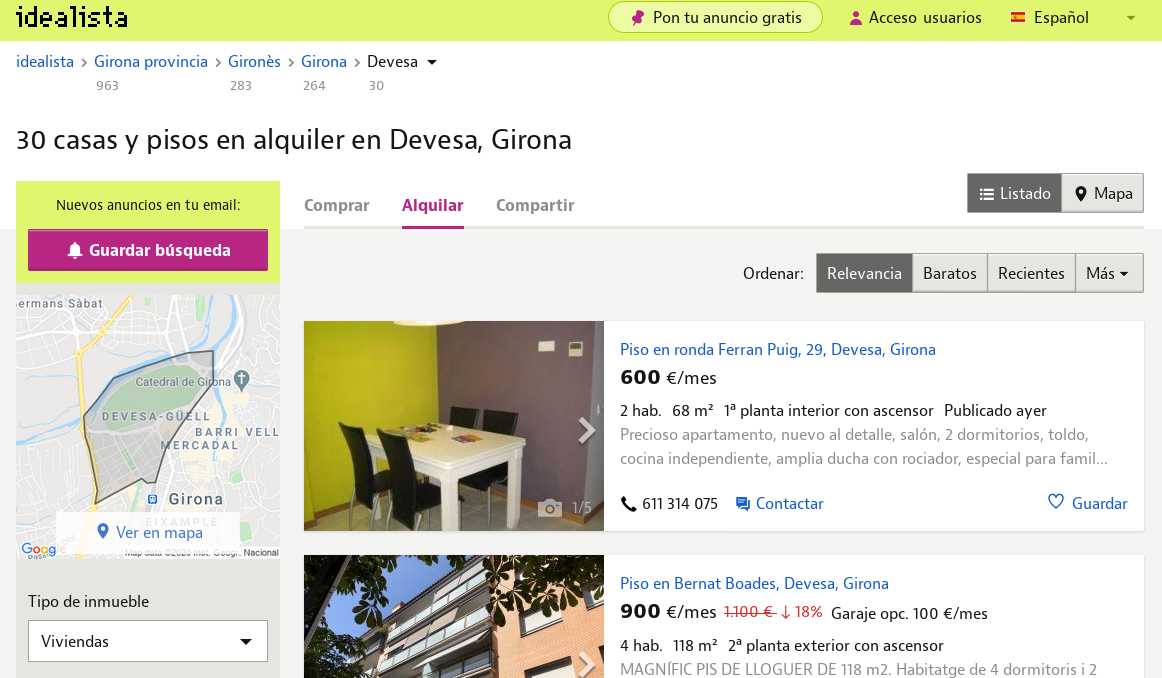 idealista
Pon tu anuncio gratis
Acceso usuarios
Español
idealista > Girona provincia > Gironès > Girona > Devesa
963 283 264 30
30 casas y pisos en alquiler en Devesa, Girona
Nuevos anuncios en tu email:
Guardar búsqueda
Comprar Alquilar Compartir
Listado Mapa
Ordenar: Relevancia Baratos Recientes Más
ermans Sàbat
Catedral de Girona
DEVESA-GÜELL
BARRI VELL
MERCADAL
Girona
EIXAMPLE
Ver en mapa
Google
Map data ©2020 Inst. Geogr. Nacional
Tipo de inmueble
Viviendas
1/5
Piso en ronda Ferran Puig, 29, Devesa, Girona
600 €/mes
2 hab. 68 m² 1ª planta interior con ascensor Publicado ayer
Precioso apartamento, nuevo al detalle, salón, 2 dormitorios, toldo,
cocina independiente, amplia ducha con rociador, especial para famil...
611 314 075 Contactar Guardar
Piso en Bernat Boades, Devesa, Girona
900 €/mes 1.100 € ↓ 18% Garaje opc. 100 €/mes
4 hab. 118 m² 2ª planta exterior con ascensor
MAGNÍFIC PIS DE LLOGUER DE 118 m2. Habitatge de 4 dormitoris i 2